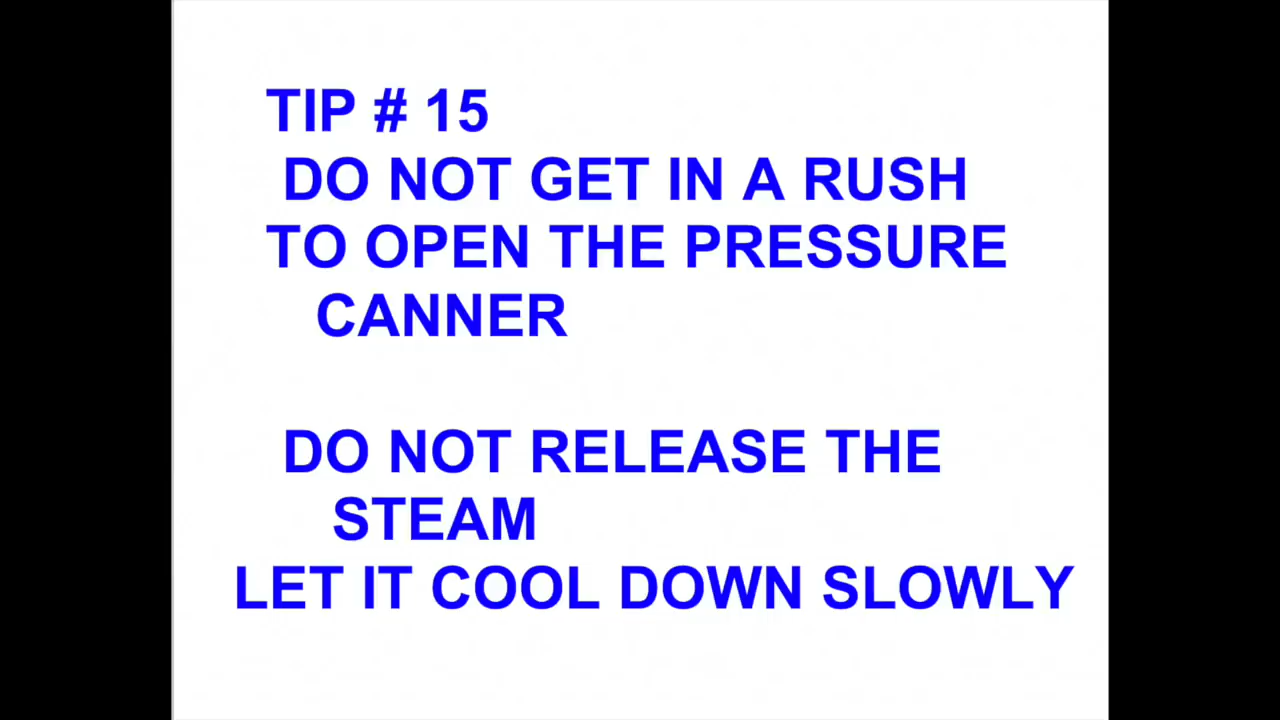 TIP # 15
DO NOT GET IN A RUSH
TO OPEN THE PRESSURE
CANNER
DO NOT RELEASE THE
STEAM
LET IT COOL DOWN SLOWLY